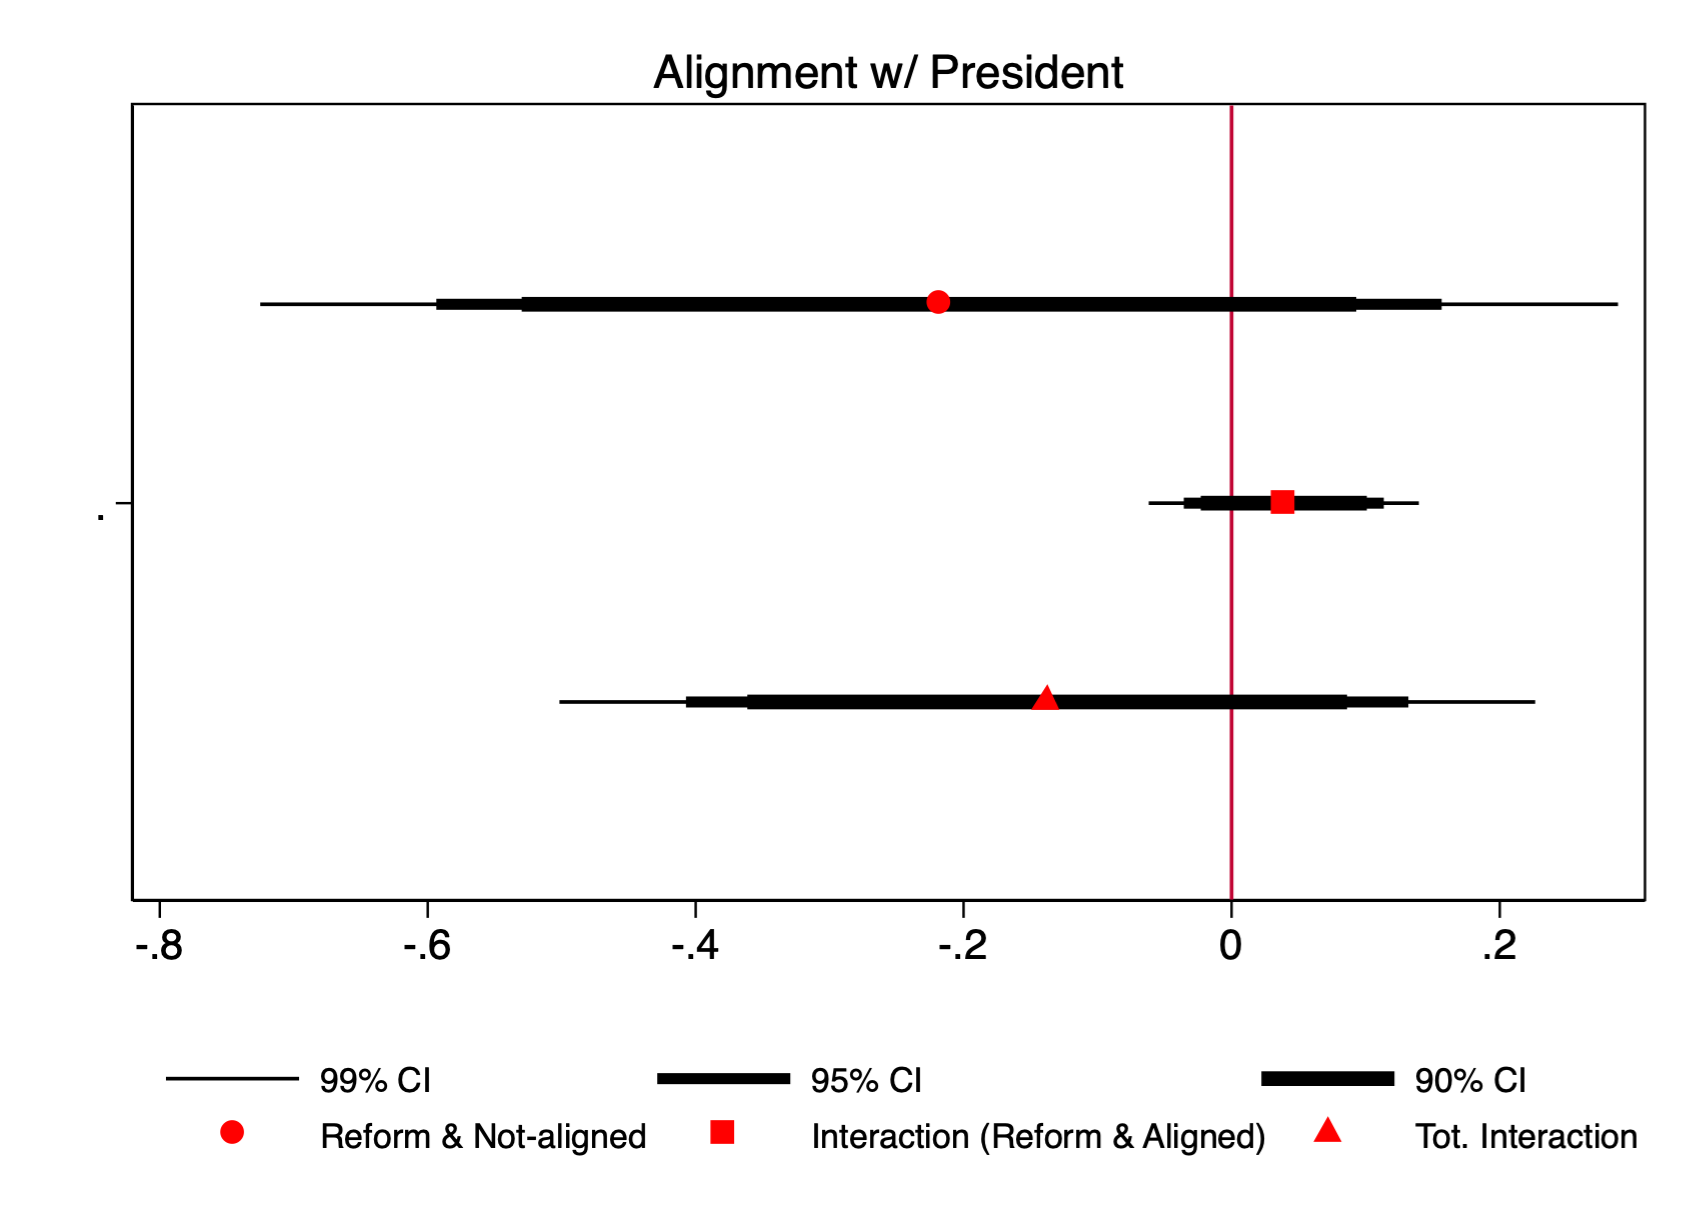 Alignment w/ President
.
-.8 -.6 -.4 -.2 0 .2
99% CI 95% CI 90% CI
Reform & Not-aligned Interaction (Reform & Aligned) Tot. Interaction